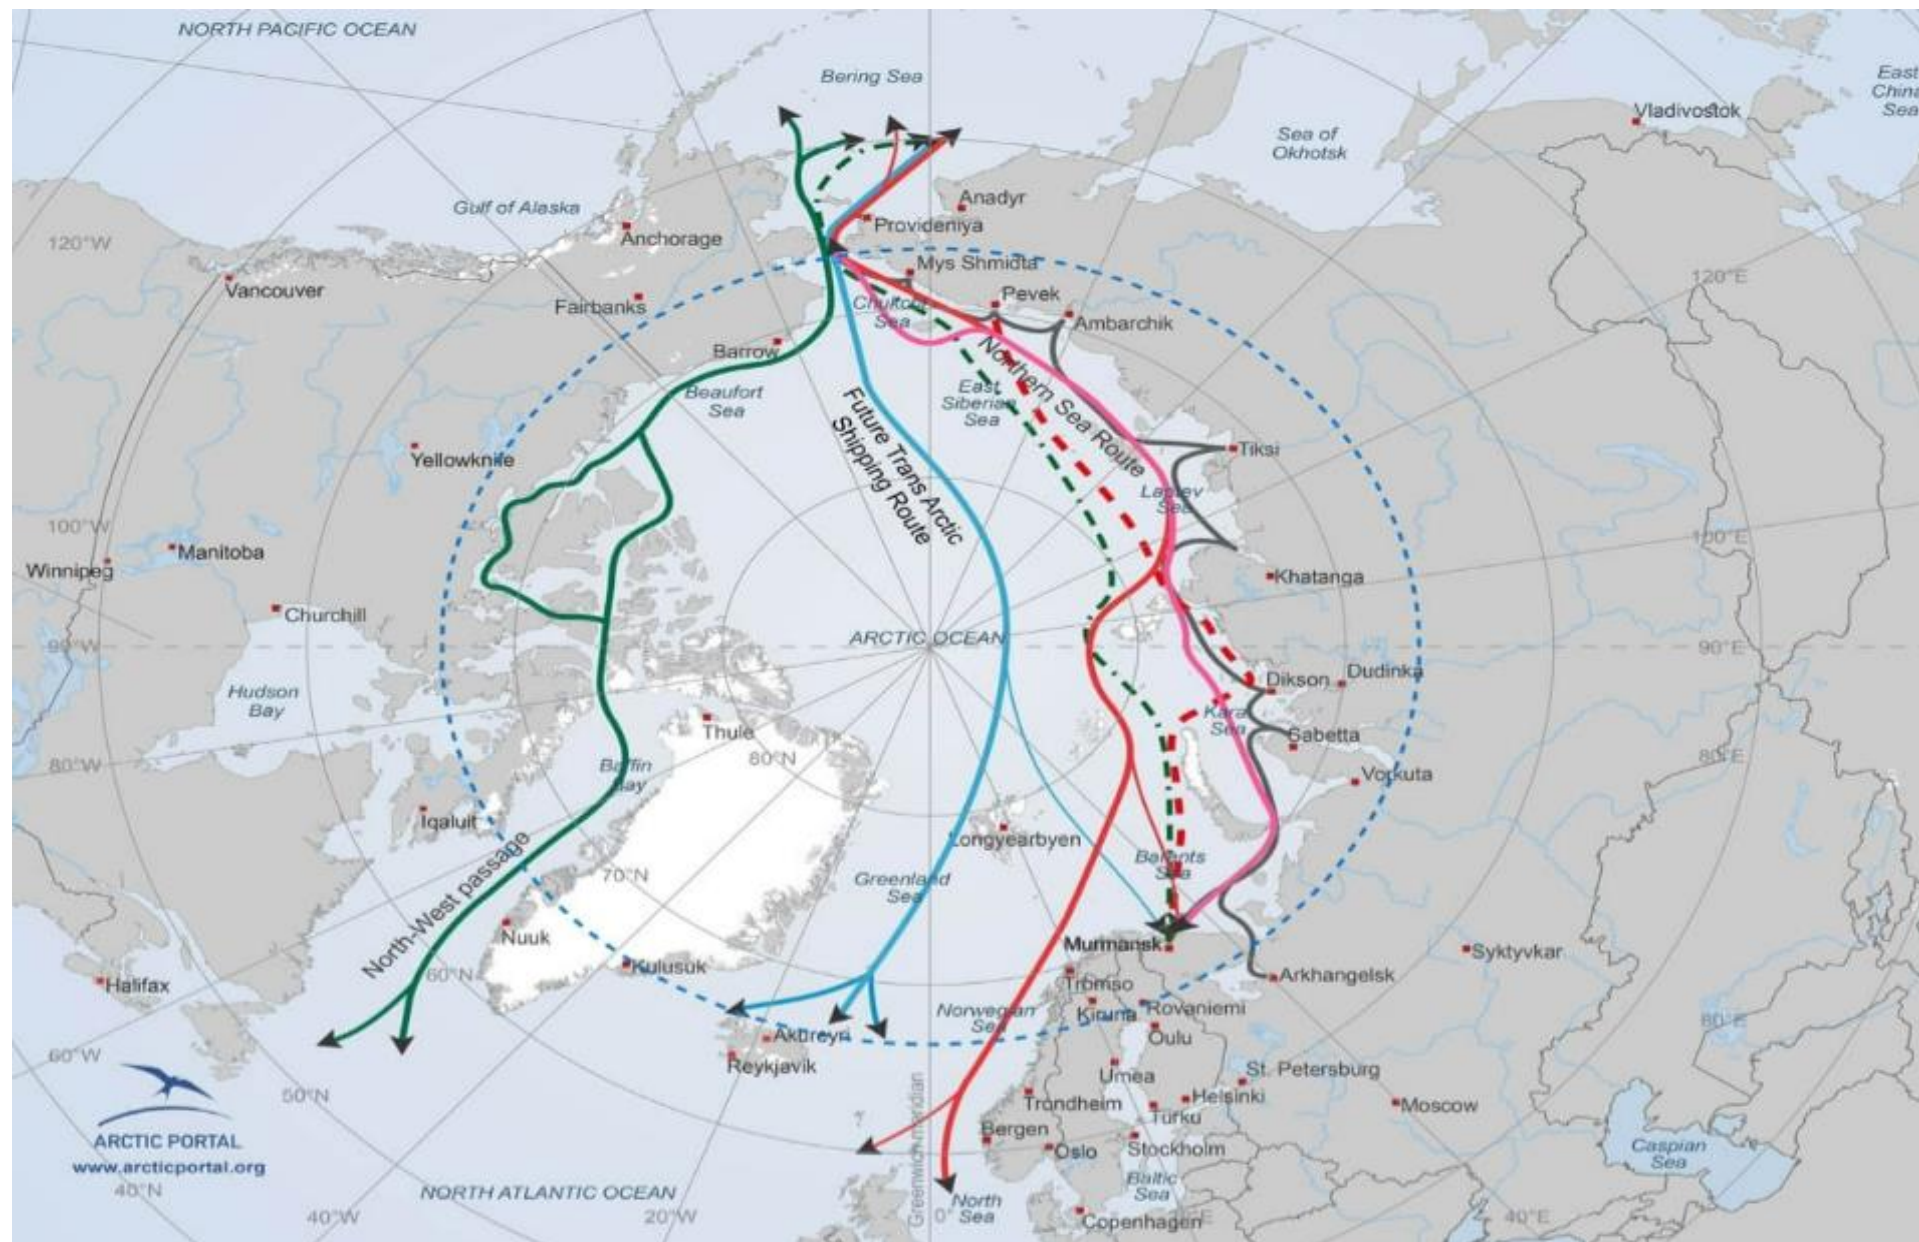 NORTH PACIFIC OCEAN
Bering Sea
East
China
Sea
Vladivostok
Sea of
Okhotsk
Gulf of Alaska
Anadyr
Anchorage
Provideniya
120°W
Mys Shmidta
120°E
Vancouver
Fairbanks
Chukchi
Sea
Pevek
Ambarchik
Barrow
Beaufort
Sea
East
Siberian
Sea
Northern Sea Route
Future Trans Arctic
Shipping Route
Yellowknife
Tiksi
Laptev
Sea
100°W
100°E
Manitoba
Winnipeg
Khatanga
Churchill
ARCTIC OCEAN
90°W
90°E
Hudson
Bay
Dikson
Dudinka
Kara
Sea
Thule
Sabetta
80°W
Baffin
Bay
80°N
80°E
Vorkuta
Iqaluit
Longyearbyen
Barents
Sea
70°N
Greenland
Sea
North-West passage
Nuuk
Murmansk
Syktyvkar
60°N
Kulusuk
Arkhangelsk
Halifax
Tromso
Kiruna
Rovaniemi
Norwegian
Sea
60°E
Akureyri
Oulu
60°W
Reykjavik
Umea
St. Petersburg
50°N
Trondheim
Helsinki
Turku
Moscow
?
Greenwich meridian
Bergen
Oslo
Stockholm
Caspian
Sea
ARCTIC PORTAL
www.arcticportal.org
40°N
NORTH ATLANTIC OCEAN
Baltic
Sea
North
Sea
40°W
20°W
0°
Copenhagen
40°E